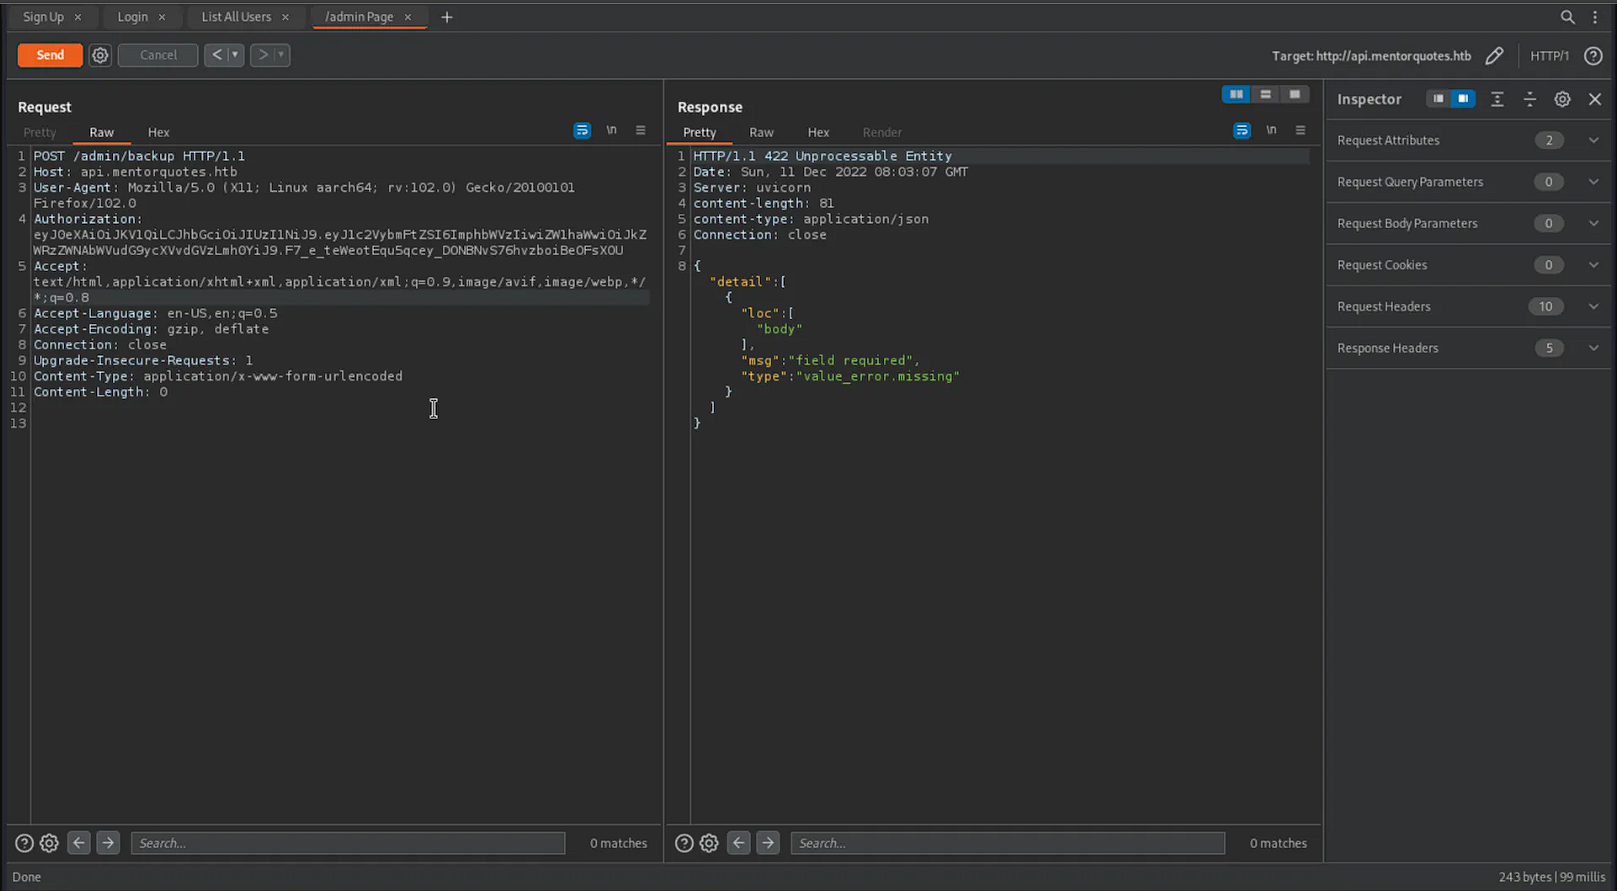 Sign Up × Login × List All Users × /admin Page × +
Send Cancel < > Target: http://api.mentorquotes.htb HTTP/1 ?
Request
Pretty Raw Hex \n
1 POST /admin/backup HTTP/1.1
2 Host: api.mentorquotes.htb
3 User-Agent: Mozilla/5.0 (X11; Linux aarch64; rv:102.0) Gecko/20100101
Firefox/102.0
4 Authorization:
eyJ0eXAiOiJKV1QiLCJhbGciOiJIUzI1NiJ9.eyJ1c2VybmFtZSI6ImphbWVzIiwiZW1haWwiOiJkZ
WRzZWNAbWVudG9ycXVvdGVzLmh0YiJ9.F7_e_teWeotEqu5qcey_DONBNvS76hvzboiBeOFsXOU
5 Accept:
text/html,application/xhtml+xml,application/xml;q=0.9,image/avif,image/webp,*/
*;q=0.8
6 Accept-Language: en-US,en;q=0.5
7 Accept-Encoding: gzip, deflate
8 Connection: close
9 Upgrade-Insecure-Requests: 1
10 Content-Type: application/x-www-form-urlencoded
11 Content-Length: 0
12
13
Response
Pretty Raw Hex Render \n
1 HTTP/1.1 422 Unprocessable Entity
2 Date: Sun, 11 Dec 2022 08:03:07 GMT
3 Server: uvicorn
4 content-length: 81
5 content-type: application/json
6 Connection: close
7
8 {
"detail":[
{
"loc":[
"body"
],
"msg":"field required",
"type":"value_error.missing"
}
]
}
Inspector
Request Attributes 2
Request Query Parameters 0
Request Body Parameters 0
Request Cookies 0
Request Headers 10
Response Headers 5
? Search... 0 matches
? Search... 0 matches
Done 243 bytes | 99 millis